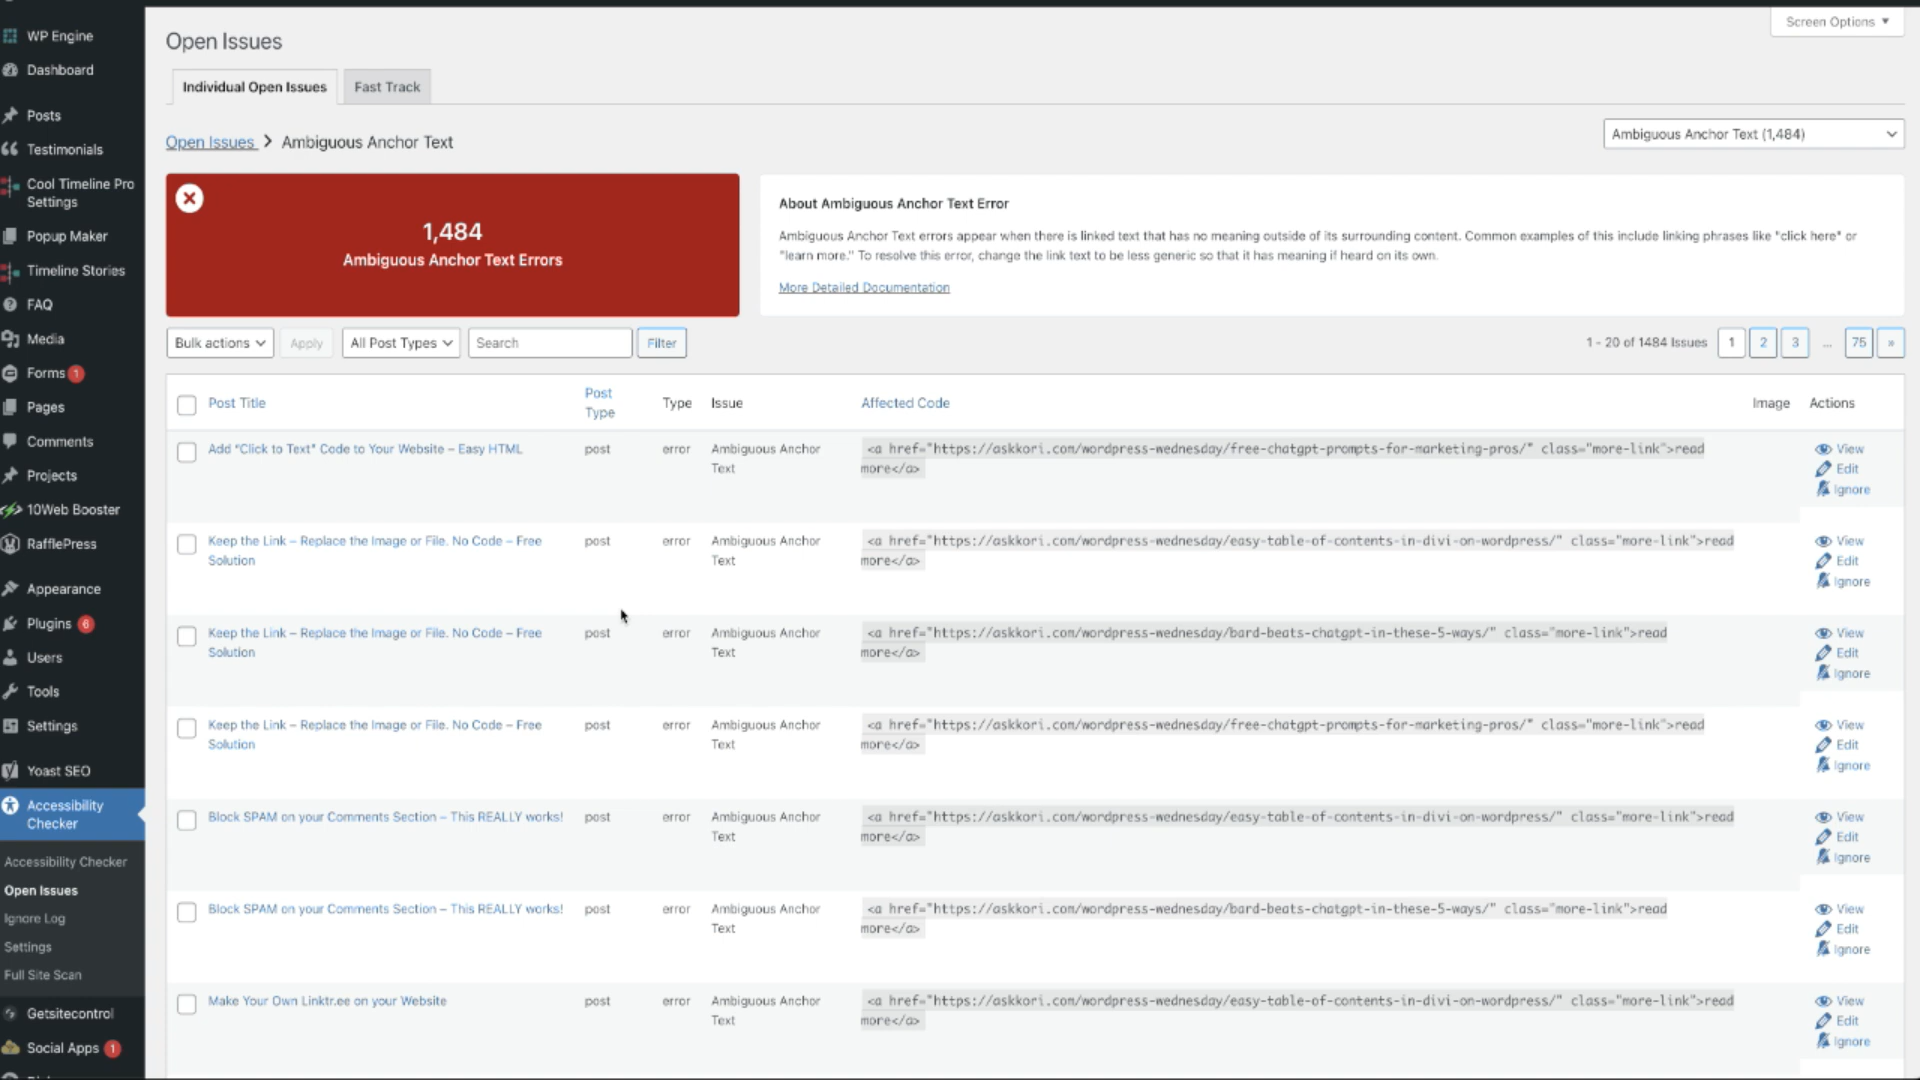 WP Engine
Dashboard
Posts
Testimonials
Cool Timeline Pro
Settings
Popup Maker
Timeline Stories
FAQ
Media
Forms 1
Pages
Comments
Projects
10Web Booster
RafflePress
Appearance
Plugins 6
Users
Tools
Settings
Yoast SEO
Accessibility
Checker
Accessibility Checker
Open Issues
Ignore Log
Settings
Full Site Scan
Getsitecontrol
Social Apps 1
Screen Options
Open Issues
Individual Open Issues Fast Track
Open Issues > Ambiguous Anchor Text
Ambiguous Anchor Text (1,484)
1,484
Ambiguous Anchor Text Errors
About Ambiguous Anchor Text Error
Ambiguous Anchor Text errors appear when there is linked text that has no meaning outside of its surrounding content. Common examples of this include linking phrases like "click here" or
"learn more." To resolve this error, change the link text to be less generic so that it has meaning if heard on its own.
More Detailed Documentation
Bulk actions Apply All Post Types Search Filter 1 - 20 of 1484 Issues 1 2 3 ... 75 »
Post Title Post Type Type Issue Affected Code Image Actions
Add "Click to Text" Code to Your Website – Easy HTML post error Ambiguous Anchor <a href="https://askkori.com/wordpress-wednesday/free-chatgpt-prompts-for-marketing-pros/" class="more-link">read View
Text more</a> Edit
Ignore
Keep the Link – Replace the Image or File. No Code – Free post error Ambiguous Anchor <a href="https://askkori.com/wordpress-wednesday/easy-table-of-contents-in-divi-on-wordpress/" class="more-link">read View
Solution Text more</a> Edit
Ignore
Keep the Link – Replace the Image or File. No Code – Free post error Ambiguous Anchor <a href="https://askkori.com/wordpress-wednesday/bard-beats-chatgpt-in-these-5-ways/" class="more-link">read View
Solution Text more</a> Edit
Ignore
Keep the Link – Replace the Image or File. No Code – Free post error Ambiguous Anchor <a href="https://askkori.com/wordpress-wednesday/free-chatgpt-prompts-for-marketing-pros/" class="more-link">read View
Solution Text more</a> Edit
Ignore
Block SPAM on your Comments Section – This REALLY works! post error Ambiguous Anchor <a href="https://askkori.com/wordpress-wednesday/easy-table-of-contents-in-divi-on-wordpress/" class="more-link">read View
Text more</a> Edit
Ignore
Block SPAM on your Comments Section – This REALLY works! post error Ambiguous Anchor <a href="https://askkori.com/wordpress-wednesday/bard-beats-chatgpt-in-these-5-ways/" class="more-link">read View
Text more</a> Edit
Ignore
Make Your Own Linktr.ee on your Website post error Ambiguous Anchor <a href="https://askkori.com/wordpress-wednesday/easy-table-of-contents-in-divi-on-wordpress/" class="more-link">read View
Text more</a> Edit
Ignore